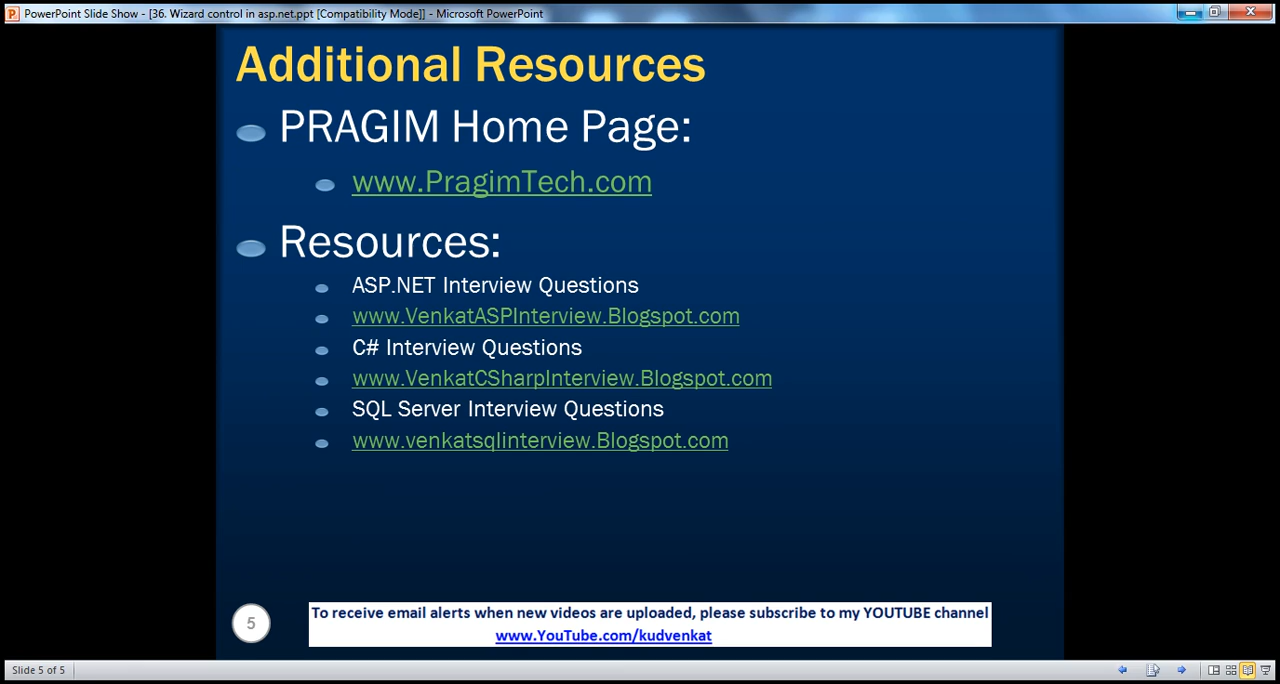 PowerPoint Slide Show - [36. Wizard control in asp.net.ppt [Compatibility Mode]] - Microsoft PowerPoint
Additional Resources
PRAGIM Home Page:
www.PragimTech.com
Resources:
ASP.NET Interview Questions
www.VenkatASPInterview.Blogspot.com
C# Interview Questions
www.VenkatCSharpInterview.Blogspot.com
SQL Server Interview Questions
www.venkatsqlinterview.Blogspot.com
5
To receive email alerts when new videos are uploaded, please subscribe to my YOUTUBE channel
www.YouTube.com/kudvenkat
Slide 5 of 5